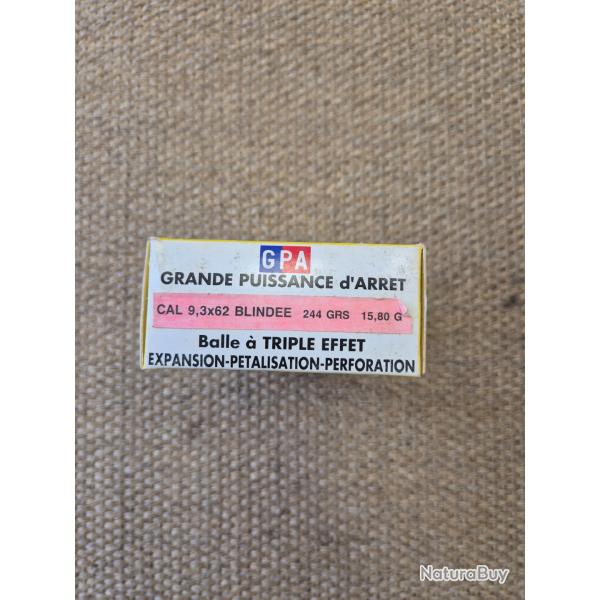 GPA
GRANDE PUISSANCE d'ARRET
CAL 9,3x62 BLINDEE 244 GRS 15,80 G
Balle à TRIPLE EFFET
EXPANSION-PETALISATION-PERFORATION
NaturaBuy